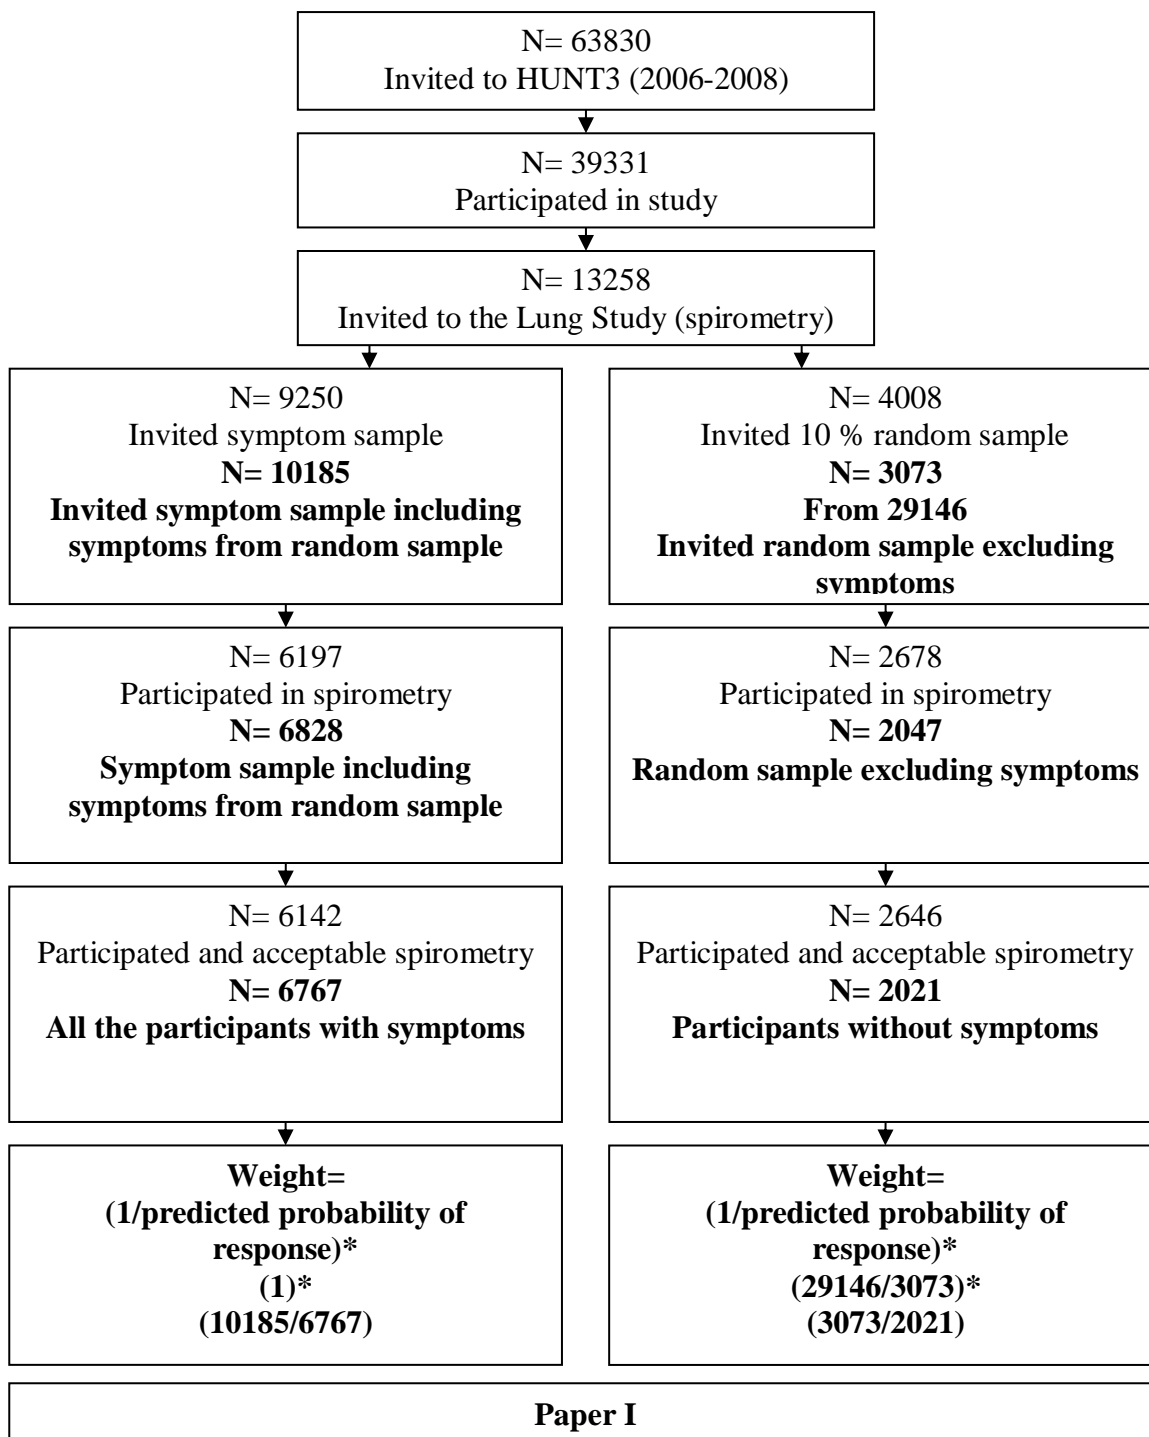 N= 63830
Invited to HUNT3 (2006-2008)
N= 39331
Participated in study
N= 13258
Invited to the Lung Study (spirometry)
N= 9250
Invited symptom sample
N= 10185
Invited symptom sample including
symptoms from random sample
N= 4008
Invited 10 % random sample
N= 3073
From 29146
Invited random sample excluding
symptoms
N= 6197
Participated in spirometry
N= 6828
Symptom sample including
symptoms from random sample
N= 2678
Participated in spirometry
N= 2047
Random sample excluding symptoms
N= 6142
Participated and acceptable spirometry
N= 6767
All the participants with symptoms
N= 2646
Participated and acceptable spirometry
N= 2021
Participants without symptoms
Weight=
(1/predicted probability of
response)*
(1)*
(10185/6767)
Weight=
(1/predicted probability of
response)*
(29146/3073)*
(3073/2021)
Paper I